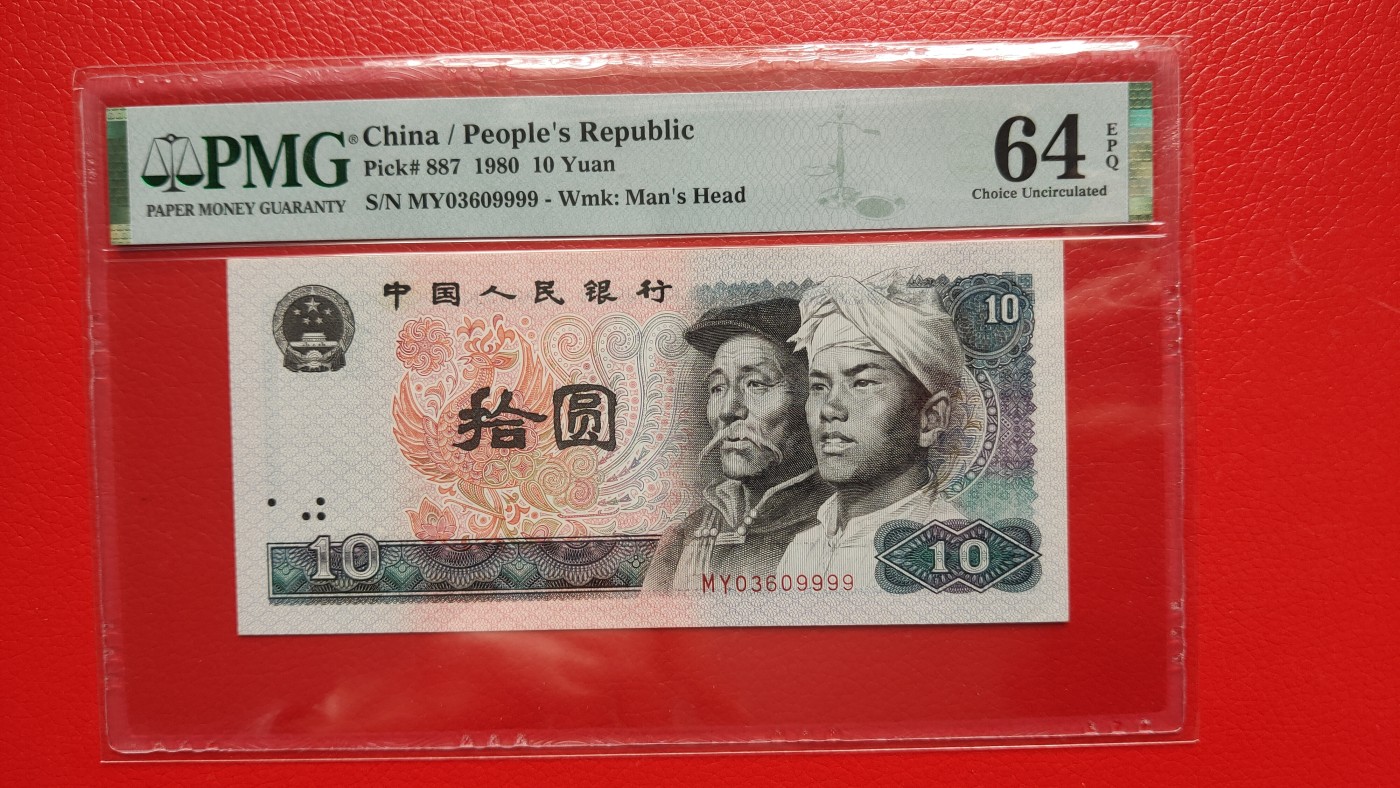 PMG®
PAPER MONEY GUARANTY
China / People's Republic
Pick# 887 1980 10 Yuan
S/N MY03609999 - Wmk: Man's Head
64
EPQ
Choice Uncirculated
中国人民银行
10
拾圆
10
MY03609999
10